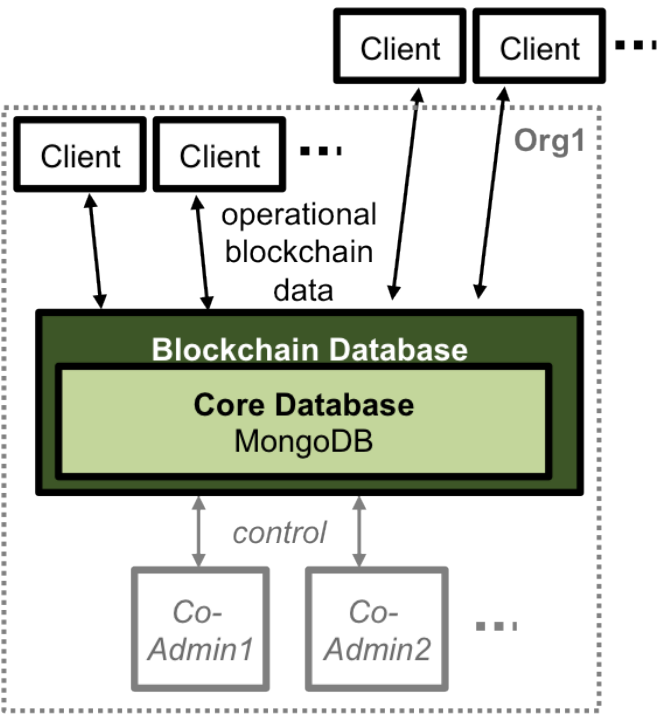 Client Client ...
Org1
Client Client ...
operational
blockchain
data
Blockchain Database
Core Database
MongoDB
control
Co-
Admin1
Co-
Admin2
...